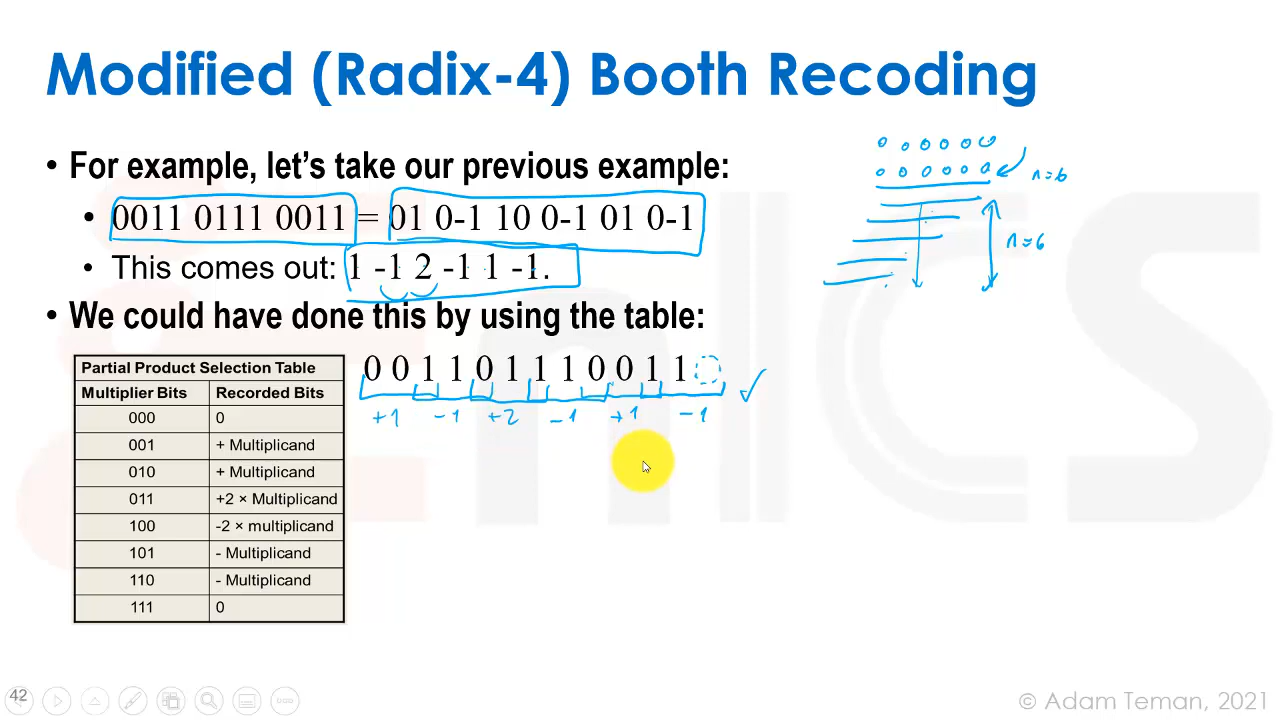 Modified (Radix-4) Booth Recoding
• For example, let's take our previous example:
• 0011 0111 0011 = 01 0-1 10 0-1 01 0-1
• This comes out: 1 -1 2 -1 1 -1.
• We could have done this by using the table:
n=6
n=6
0 0 1 1 0 1 1 1 0 0 1 1 0
+1 -1 +2 -1 +1 -1
Partial Product Selection Table
Multiplier Bits Recorded Bits
000 0
001 + Multiplicand
010 + Multiplicand
011 +2 × Multiplicand
100 -2 × multiplicand
101 - Multiplicand
110 - Multiplicand
111 0
42
© Adam Teman, 2021